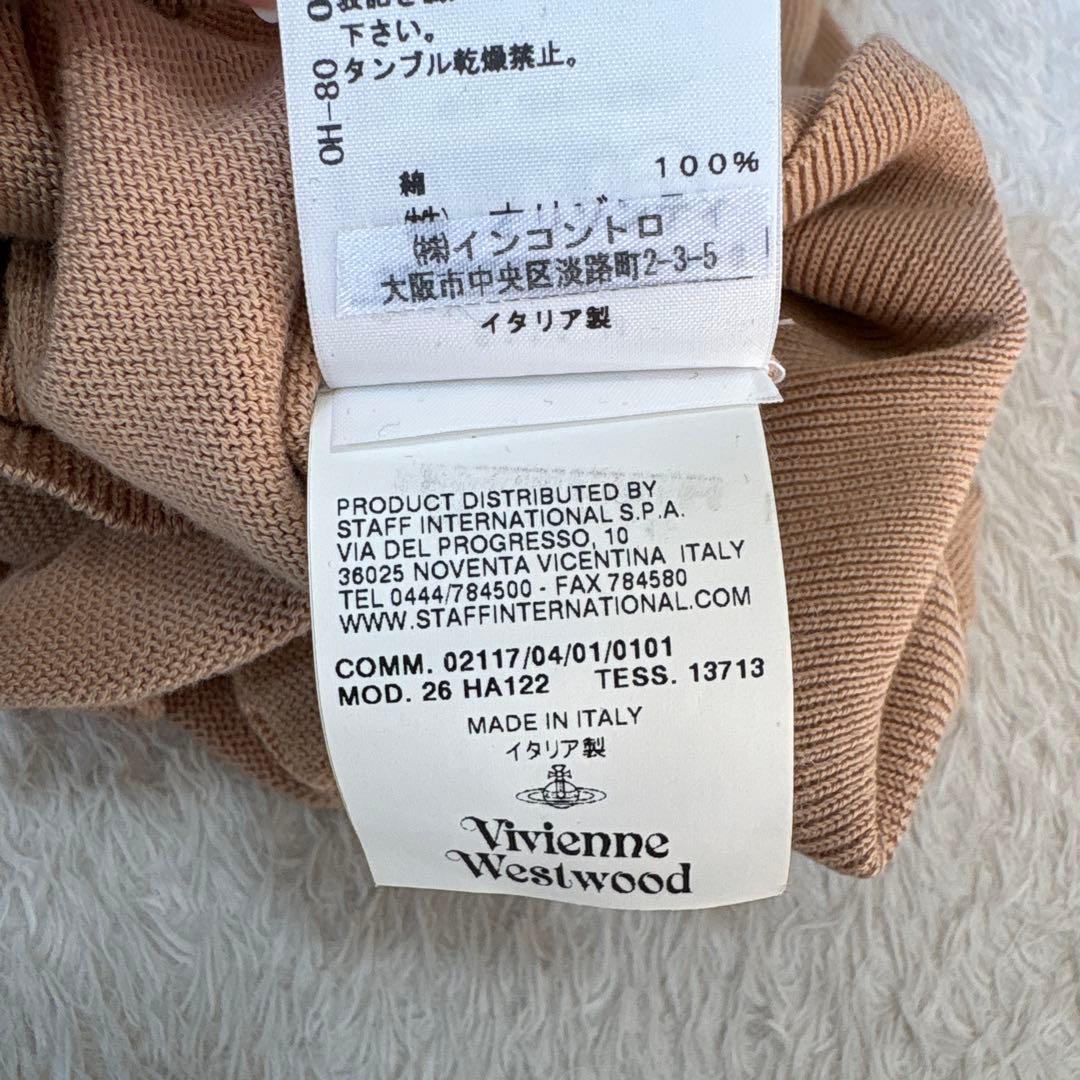 下さい。
タンブル乾燥禁止。
OH-80
綿 100%
㈱インコントロ
大阪市中央区淡路町2-3-5
イタリア製
PRODUCT DISTRIBUTED BY
STAFF INTERNATIONAL S.P.A.
VIA DEL PROGRESSO, 10
36025 NOVENTA VICENTINA ITALY
TEL 0444/784500 - FAX 784580
WWW.STAFFINTERNATIONAL.COM
COMM. 02117/04/01/0101
MOD. 26 HA122 TESS. 13713
MADE IN ITALY
イタリア製
Vivienne
Westwood